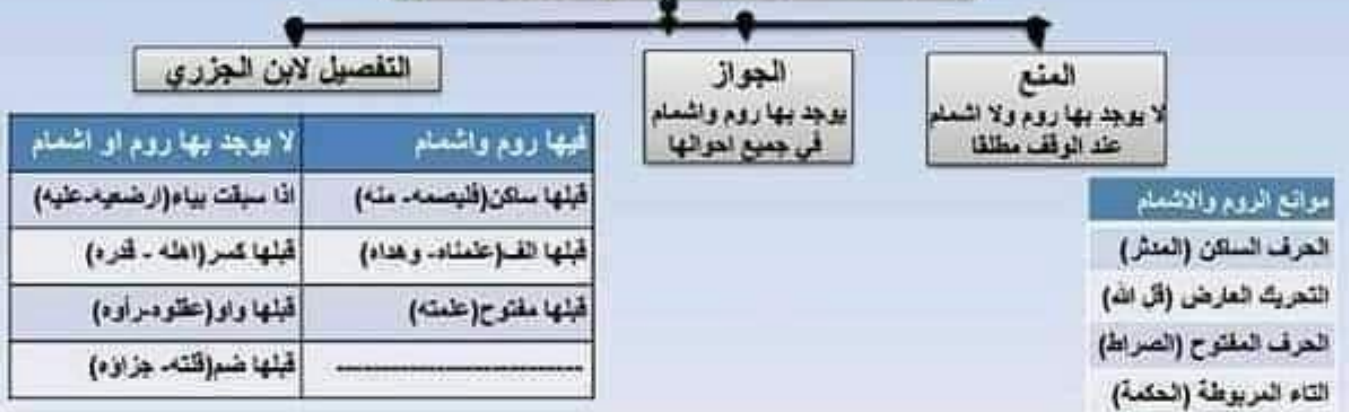 المنع
لا يوجد بها روم ولا اشمام
عند الوقف مطلقا
الجواز
يوجد بها روم واشمام
في جميع احوالها
التفصيل لابن الجزري
فيها روم واشمام
لا يوجد بها روم او اشمام
قبلها ساكن(فليصمه- منه)
اذا سبقت بياء(ارضعيه-عليه)
قبلها الف(علمناه- وهداه)
قبلها كسر(اهله - قدره)
قبلها مفتوح(علمته)
قبلها واو(عقلوه-رأوه)
----------------------------
قبلها ضم(قلته- جزاؤه)
موانع الروم والاشمام
الحرف الساكن (المدثر)
التحريك العارض (قل الله)
الحرف المفتوح (الصراط)
التاء المربوطة (الحكمة)